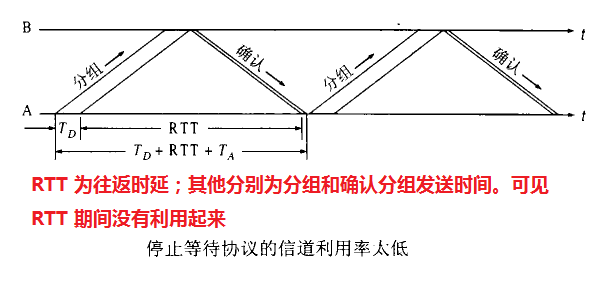 B
t
分组
确认
分组
确认
A
t
T_D
RTT
T_D + RTT + T_A
RTT 为往返时延；其他分别为分组和确认分组发送时间。可见
RTT 期间没有利用起来
停止等待协议的信道利用率太低